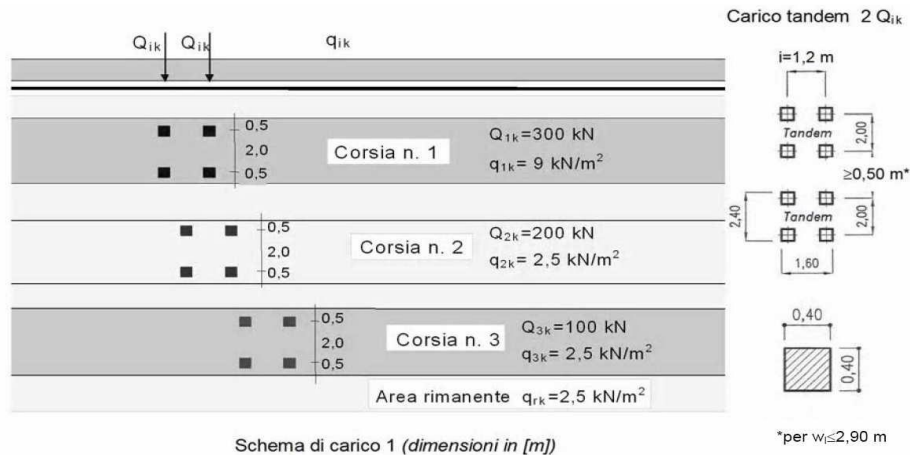 Carico tandem 2 Qik
Qik Qik qik
i=1,2 m
0,5
2,0
0,5
Corsia n. 1
Q1k=300 kN
q1k= 9 kN/m²
Tandem
2,00
≥0,50 m*
0,5
2,0
0,5
Corsia n. 2
Q2k=200 kN
q2k= 2,5 kN/m²
2,40
Tandem
2,00
1,60
0,5
2,0
0,5
Corsia n. 3
Q3k=100 kN
q3k= 2,5 kN/m²
0,40
0,40
Area rimanente qrk=2,5 kN/m²
Schema di carico 1 (dimensioni in [m])
*per wl≤2,90 m